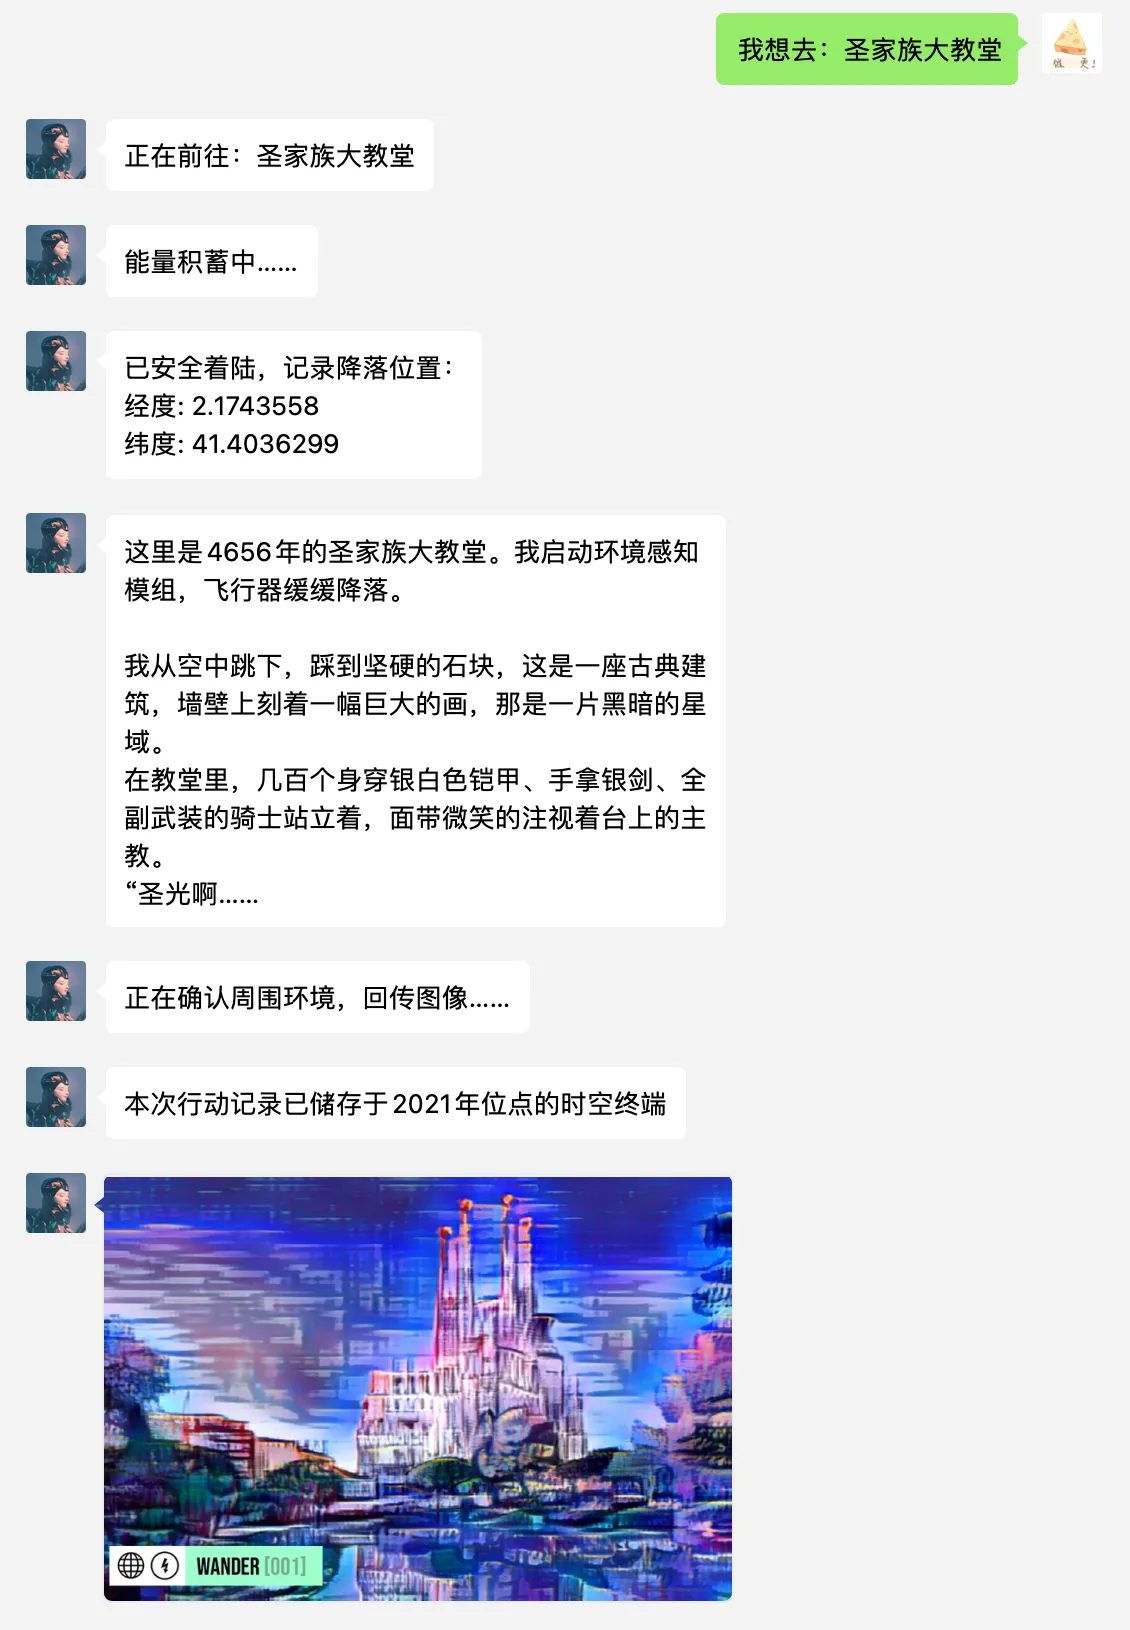 我想去：圣家族大教堂
正在前往：圣家族大教堂
能量积蓄中……
已安全着陆，记录降落位置：
经度: 2.1743558
纬度: 41.4036299
这里是4656年的圣家族大教堂。我启动环境感知
模组，飞行器缓缓降落。
我从空中跳下，踩到坚硬的石块，这是一座古典建
筑，墙壁上刻着一幅巨大的画，那是一片黑暗的星
域。
在教堂里，几百个身穿银白色铠甲、手拿银剑、全
副武装的骑士站立着，面带微笑的注视着台上的主
教。
“圣光啊……
正在确认周围环境，回传图像……
本次行动记录已储存于2021年位点的时空终端
WANDER [001]